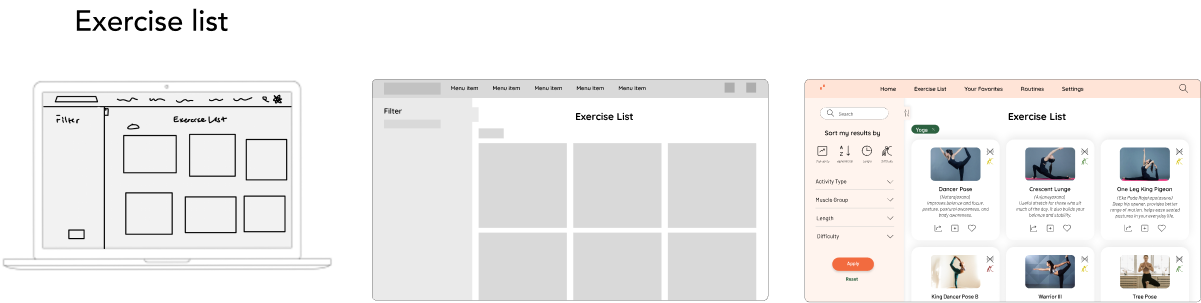 Exercise list
Filter
Exercise List
Menu item Menu item Menu item Menu item Menu item
Filter
Exercise List
Home Exercise List Your Favorites Routines Settings
Search
Sort my results by
Length
Difficulty
Activity Type
Muscle Group
Length
Difficulty
Apply
Reset
Exercise List
Yoga
Dancer Pose
(Natarajasana)
Improves balance and focus,
posture, postural awareness, and
body awareness.
Crescent Lunge
(Anjaneyasana)
Useful stretch for those who sit
much of the day. It also builds your
balance and stability.
One Leg King Pigeon
(Eka Pada Rajakapotasana)
Deep hip opener, provides better
range of motion, helps ease seated
postures in your everyday life.
King Dancer Pose B
Warrior III
Tree Pose